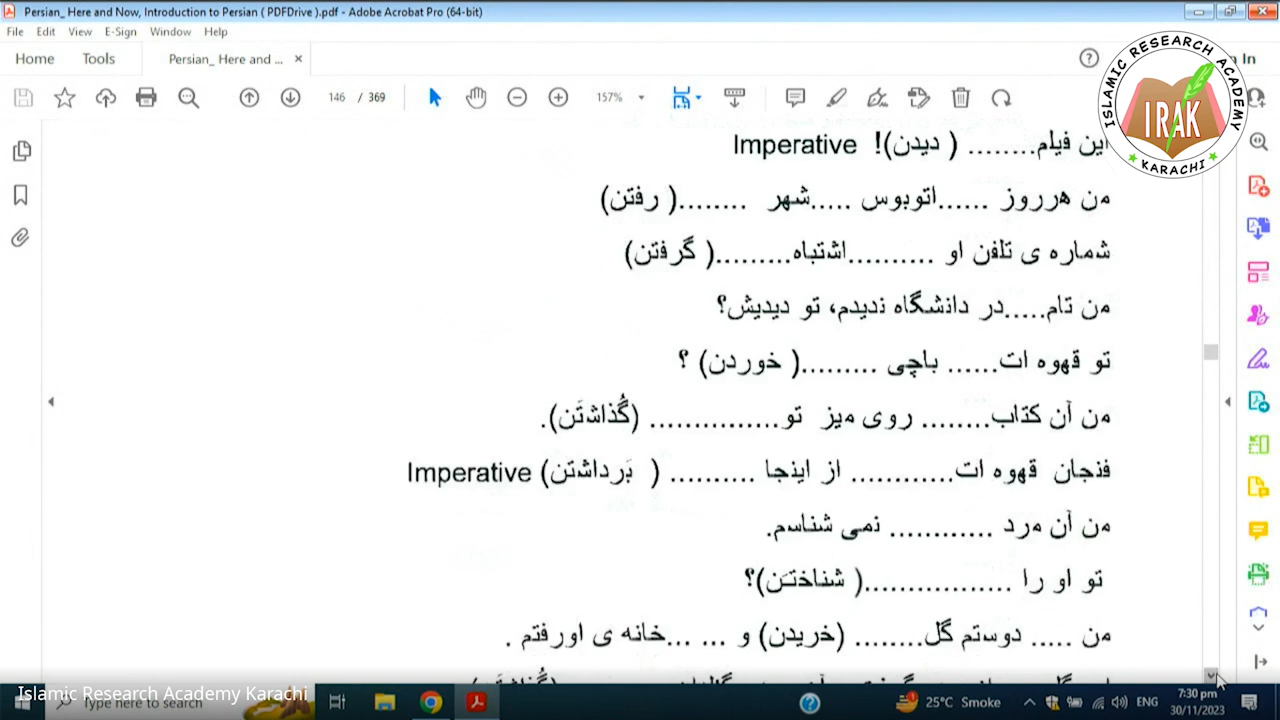 Persian_ Here and Now, Introduction to Persian ( PDFDrive ).pdf - Adobe Acrobat Pro (64-bit)
File Edit View E-Sign Window Help
Home Tools Persian_ Here and ... × In
146 / 369 157%
ISLAMIC RESEARCH ACADEMY
IRAK
KARACHI
این فیلم........ ( دیدن)! Imperative
من هرروز ......اتوبوس .....شهر ........( رفتن)
شماره ی تلفن او ..........اشتباه.........( گرفتن)
من تام.....در دانشگاه ندیدم، تو دیدیش؟
تو قهوه ات...... باچی .........( خوردن) ؟
من آن کتاب........ روی میز تو............... (گُذاشتَن).
فنجان قهوه ات............ از اینجا .......... ( بَرداشتن) Imperative
من آن مرد ............ نمی شناسم.
تو او را .................( شناختن)؟
من ..... دوستم گل........ (خریدن) و ... ...خانه ی اورفتم .
Islamic Research Academy Karachi
Type here to search
25°C Smoke
ENG
7:30 pm
30/11/2023